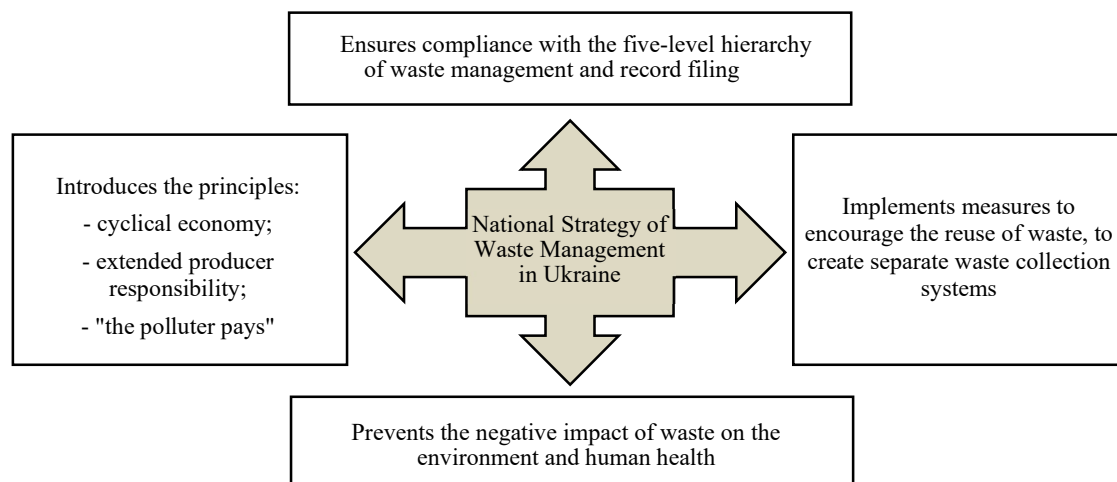 Ensures compliance with the five-level hierarchy
of waste management and record filing
Introduces the principles:
- cyclical economy;
- extended producer
responsibility;
- "the polluter pays"
National Strategy of
Waste Management
in Ukraine
Implements measures to
encourage the reuse of waste, to
create separate waste collection
systems
Prevents the negative impact of waste on the
environment and human health